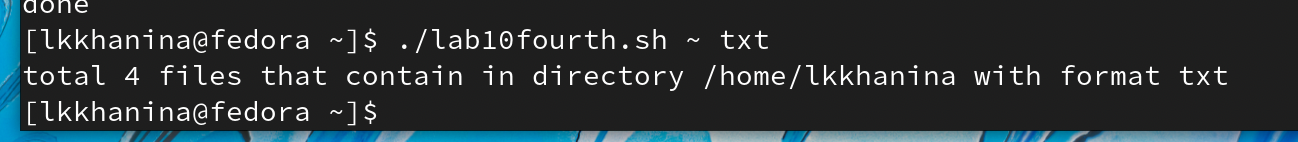 done
[lkkhanina@fedora ~]$ ./lab10fourth.sh ~ txt
total 4 files that contain in directory /home/lkkhanina with format txt
[lkkhanina@fedora ~]$